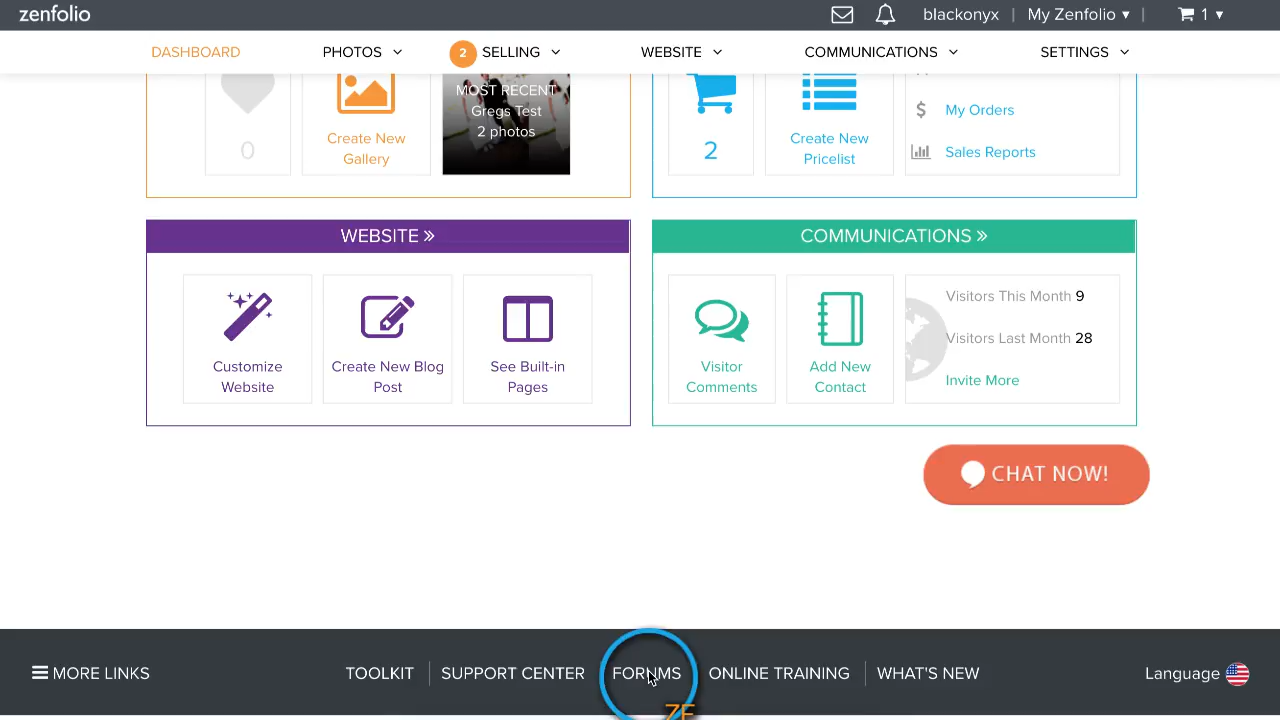 zenfolio
blackonyx | My Zenfolio ▾ | 1 ▾
DASHBOARD
PHOTOS
2 SELLING
WEBSITE
COMMUNICATIONS
SETTINGS
0
Create New
Gallery
MOST RECENT
Gregs Test
2 photos
2
Create New
Pricelist
$ My Orders
Sales Reports
WEBSITE »
Customize
Website
Create New Blog
Post
See Built-in
Pages
COMMUNICATIONS »
Visitor
Comments
Add New
Contact
Visitors This Month 9
Visitors Last Month 28
Invite More
CHAT NOW!
MORE LINKS
TOOLKIT | SUPPORT CENTER
FORUMS
ONLINE TRAINING | WHAT'S NEW
Language